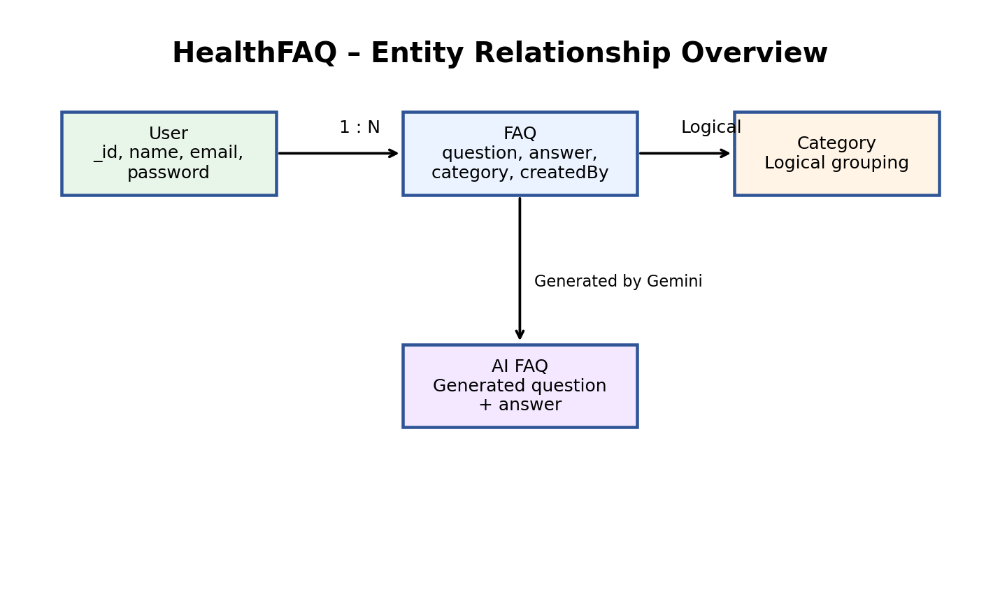 HealthFAQ – Entity Relationship Overview
User
_id, name, email,
password
1 : N
FAQ
question, answer,
category, createdBy
Logical
Category
Logical grouping
Generated by Gemini
AI FAQ
Generated question
+ answer